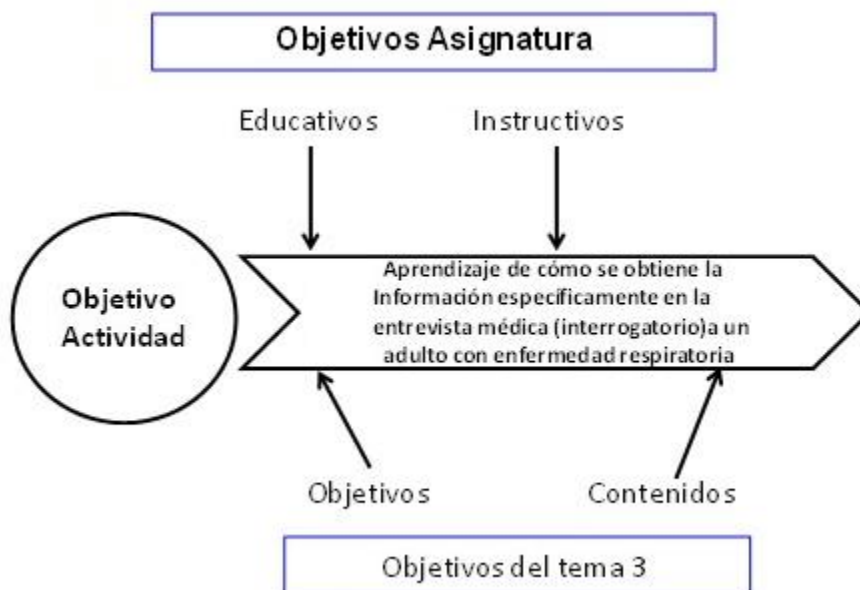 Objetivos Asignatura
Educativos Instructivos
Objetivo
Actividad
Aprendizaje de cómo se obtiene la
Información específicamente en la
entrevista médica (interrogatorio)a un
adulto con enfermedad respiratoria
Objetivos Contenidos
Objetivos del tema 3